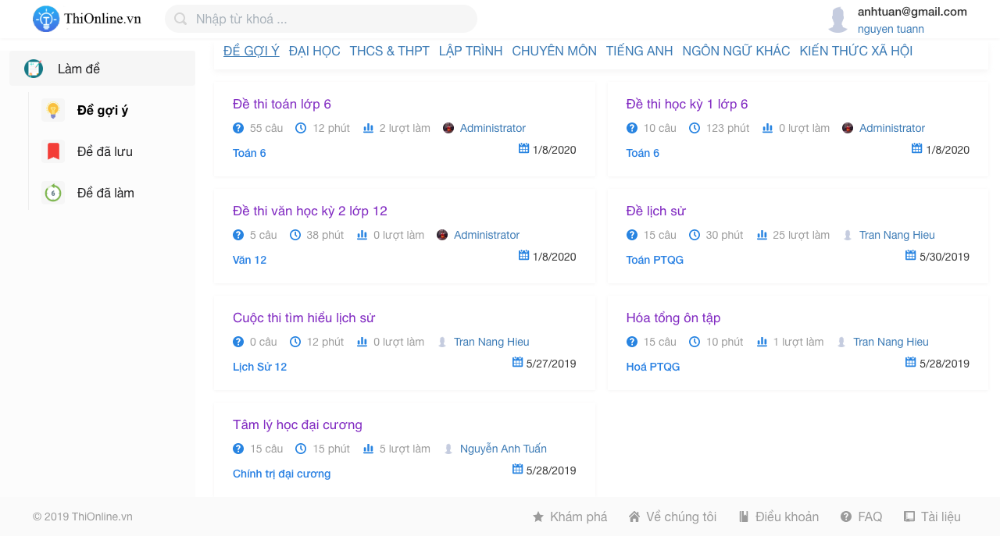 ThiOnline.vn
Nhập từ khoá ...
anhtuan@gmail.com
nguyen tuann
Làm đề
Đề gợi ý
Đề đã lưu
6
Đề đã làm
ĐỀ GỢI Ý ĐẠI HỌC THCS & THPT LẬP TRÌNH CHUYÊN MÔN TIẾNG ANH NGÔN NGỮ KHÁC KIẾN THỨC XÃ HỘI
Đề thi toán lớp 6
55 câu 12 phút 2 lượt làm Administrator
Toán 6 1/8/2020
Đề thi học kỳ 1 lớp 6
10 câu 123 phút 0 lượt làm Administrator
Toán 6 1/8/2020
Đề thi văn học kỳ 2 lớp 12
5 câu 38 phút 0 lượt làm Administrator
Văn 12 1/8/2020
Đề lịch sử
15 câu 30 phút 25 lượt làm Tran Nang Hieu
Toán PTQG 5/30/2019
Cuộc thi tìm hiểu lịch sử
0 câu 12 phút 0 lượt làm Tran Nang Hieu
Lịch Sử 12 5/27/2019
Hóa tổng ôn tập
15 câu 10 phút 1 lượt làm Tran Nang Hieu
Hoá PTQG 5/28/2019
Tâm lý học đại cương
15 câu 15 phút 5 lượt làm Nguyễn Anh Tuấn
Chính trị đại cương 5/28/2019
© 2019 ThiOnline.vn
Khám phá Về chúng tôi Điều khoản FAQ Tài liệu